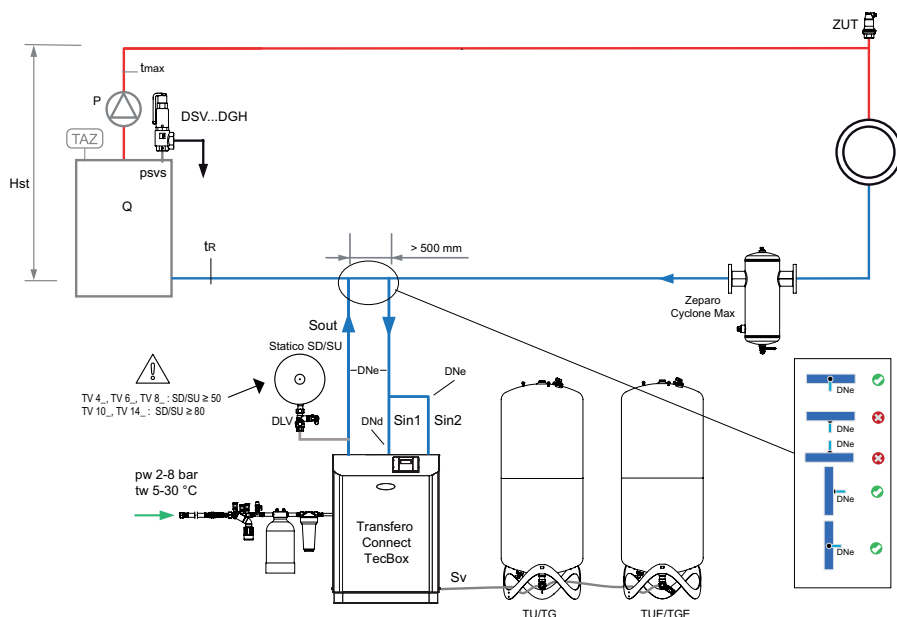 ZUT
tmax
P
DSV...DGH
TAZ
psvs
Hst
Q
tR
> 500 mm
Zeparo
Cyclone Max
Sout
Statico SD/SU
DNe
DNe
TV 4_, TV 6_, TV 8_ : SD/SU ≥ 50
TV 10_, TV 14_ : SD/SU ≥ 80
DLV
DNd
Sin1
Sin2
pw 2-8 bar
tw 5-30 °C
Transfero
Connect
TecBox
Sv
TU/TG
TUE/TGE
DNe
DNe
DNe
DNe
DNe